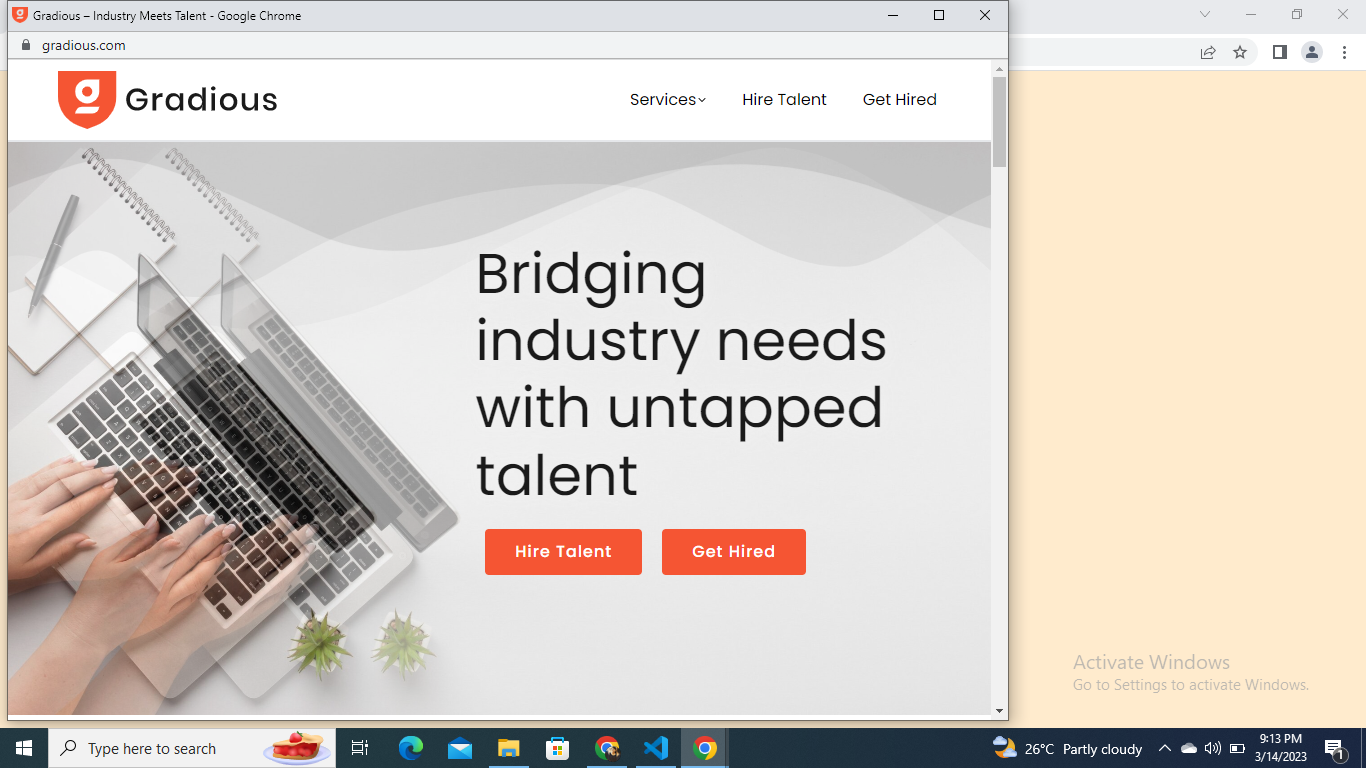 Gradious – Industry Meets Talent - Google Chrome
gradious.com
Gradious
Services
Hire Talent
Get Hired
Bridging
industry needs
with untapped
talent
Hire Talent
Get Hired
Activate Windows
Go to Settings to activate Windows.
Type here to search
26°C Partly cloudy
9:13 PM
3/14/2023
1